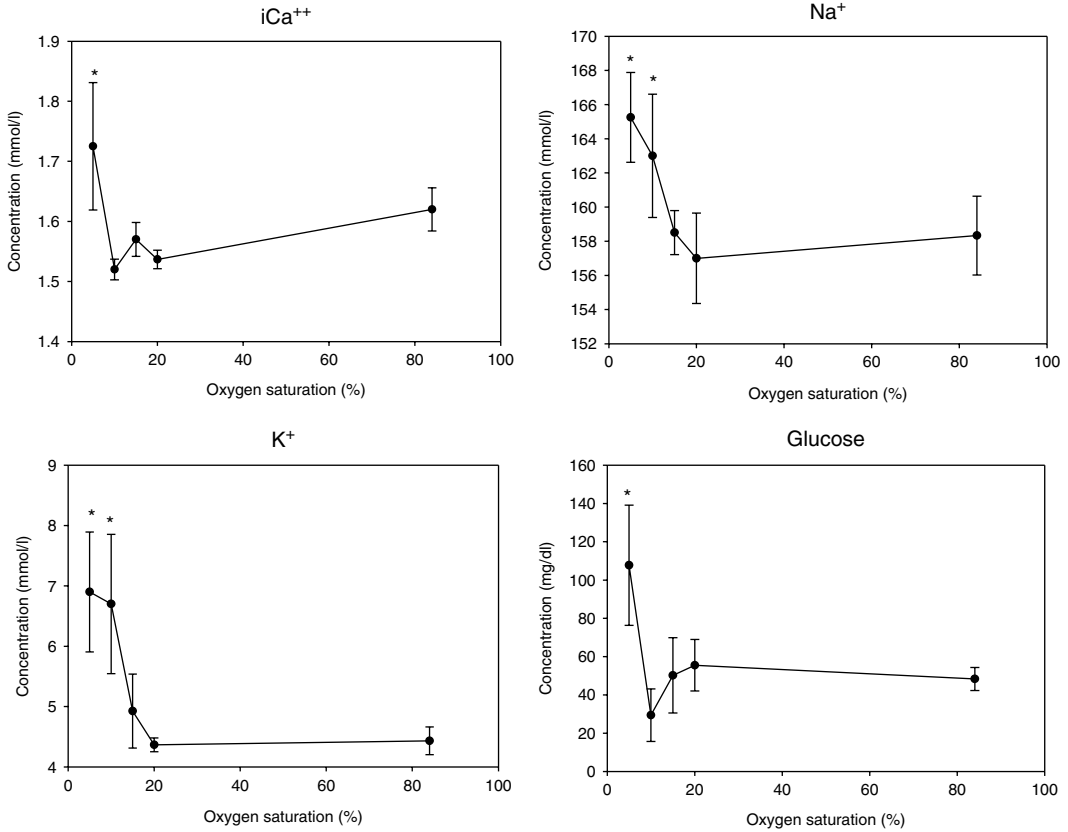 iCa++
1.9
1.8
1.7
1.6
1.5
1.4
Concentration (mmol/l)
*
0 20 40 60 80 100
Oxygen saturation (%)
Na+
170
168
166
164
162
160
158
156
154
152
Concentration (mmol/l)
* *
0 20 40 60 80 100
Oxygen saturation (%)
K+
9
8
7
6
5
4
Concentration (mmol/l)
* *
0 20 40 60 80 100
Oxygen saturation (%)
Glucose
160
140
120
100
80
60
40
20
0
Concentration (mg/dl)
*
0 20 40 60 80 100
Oxygen saturation (%)